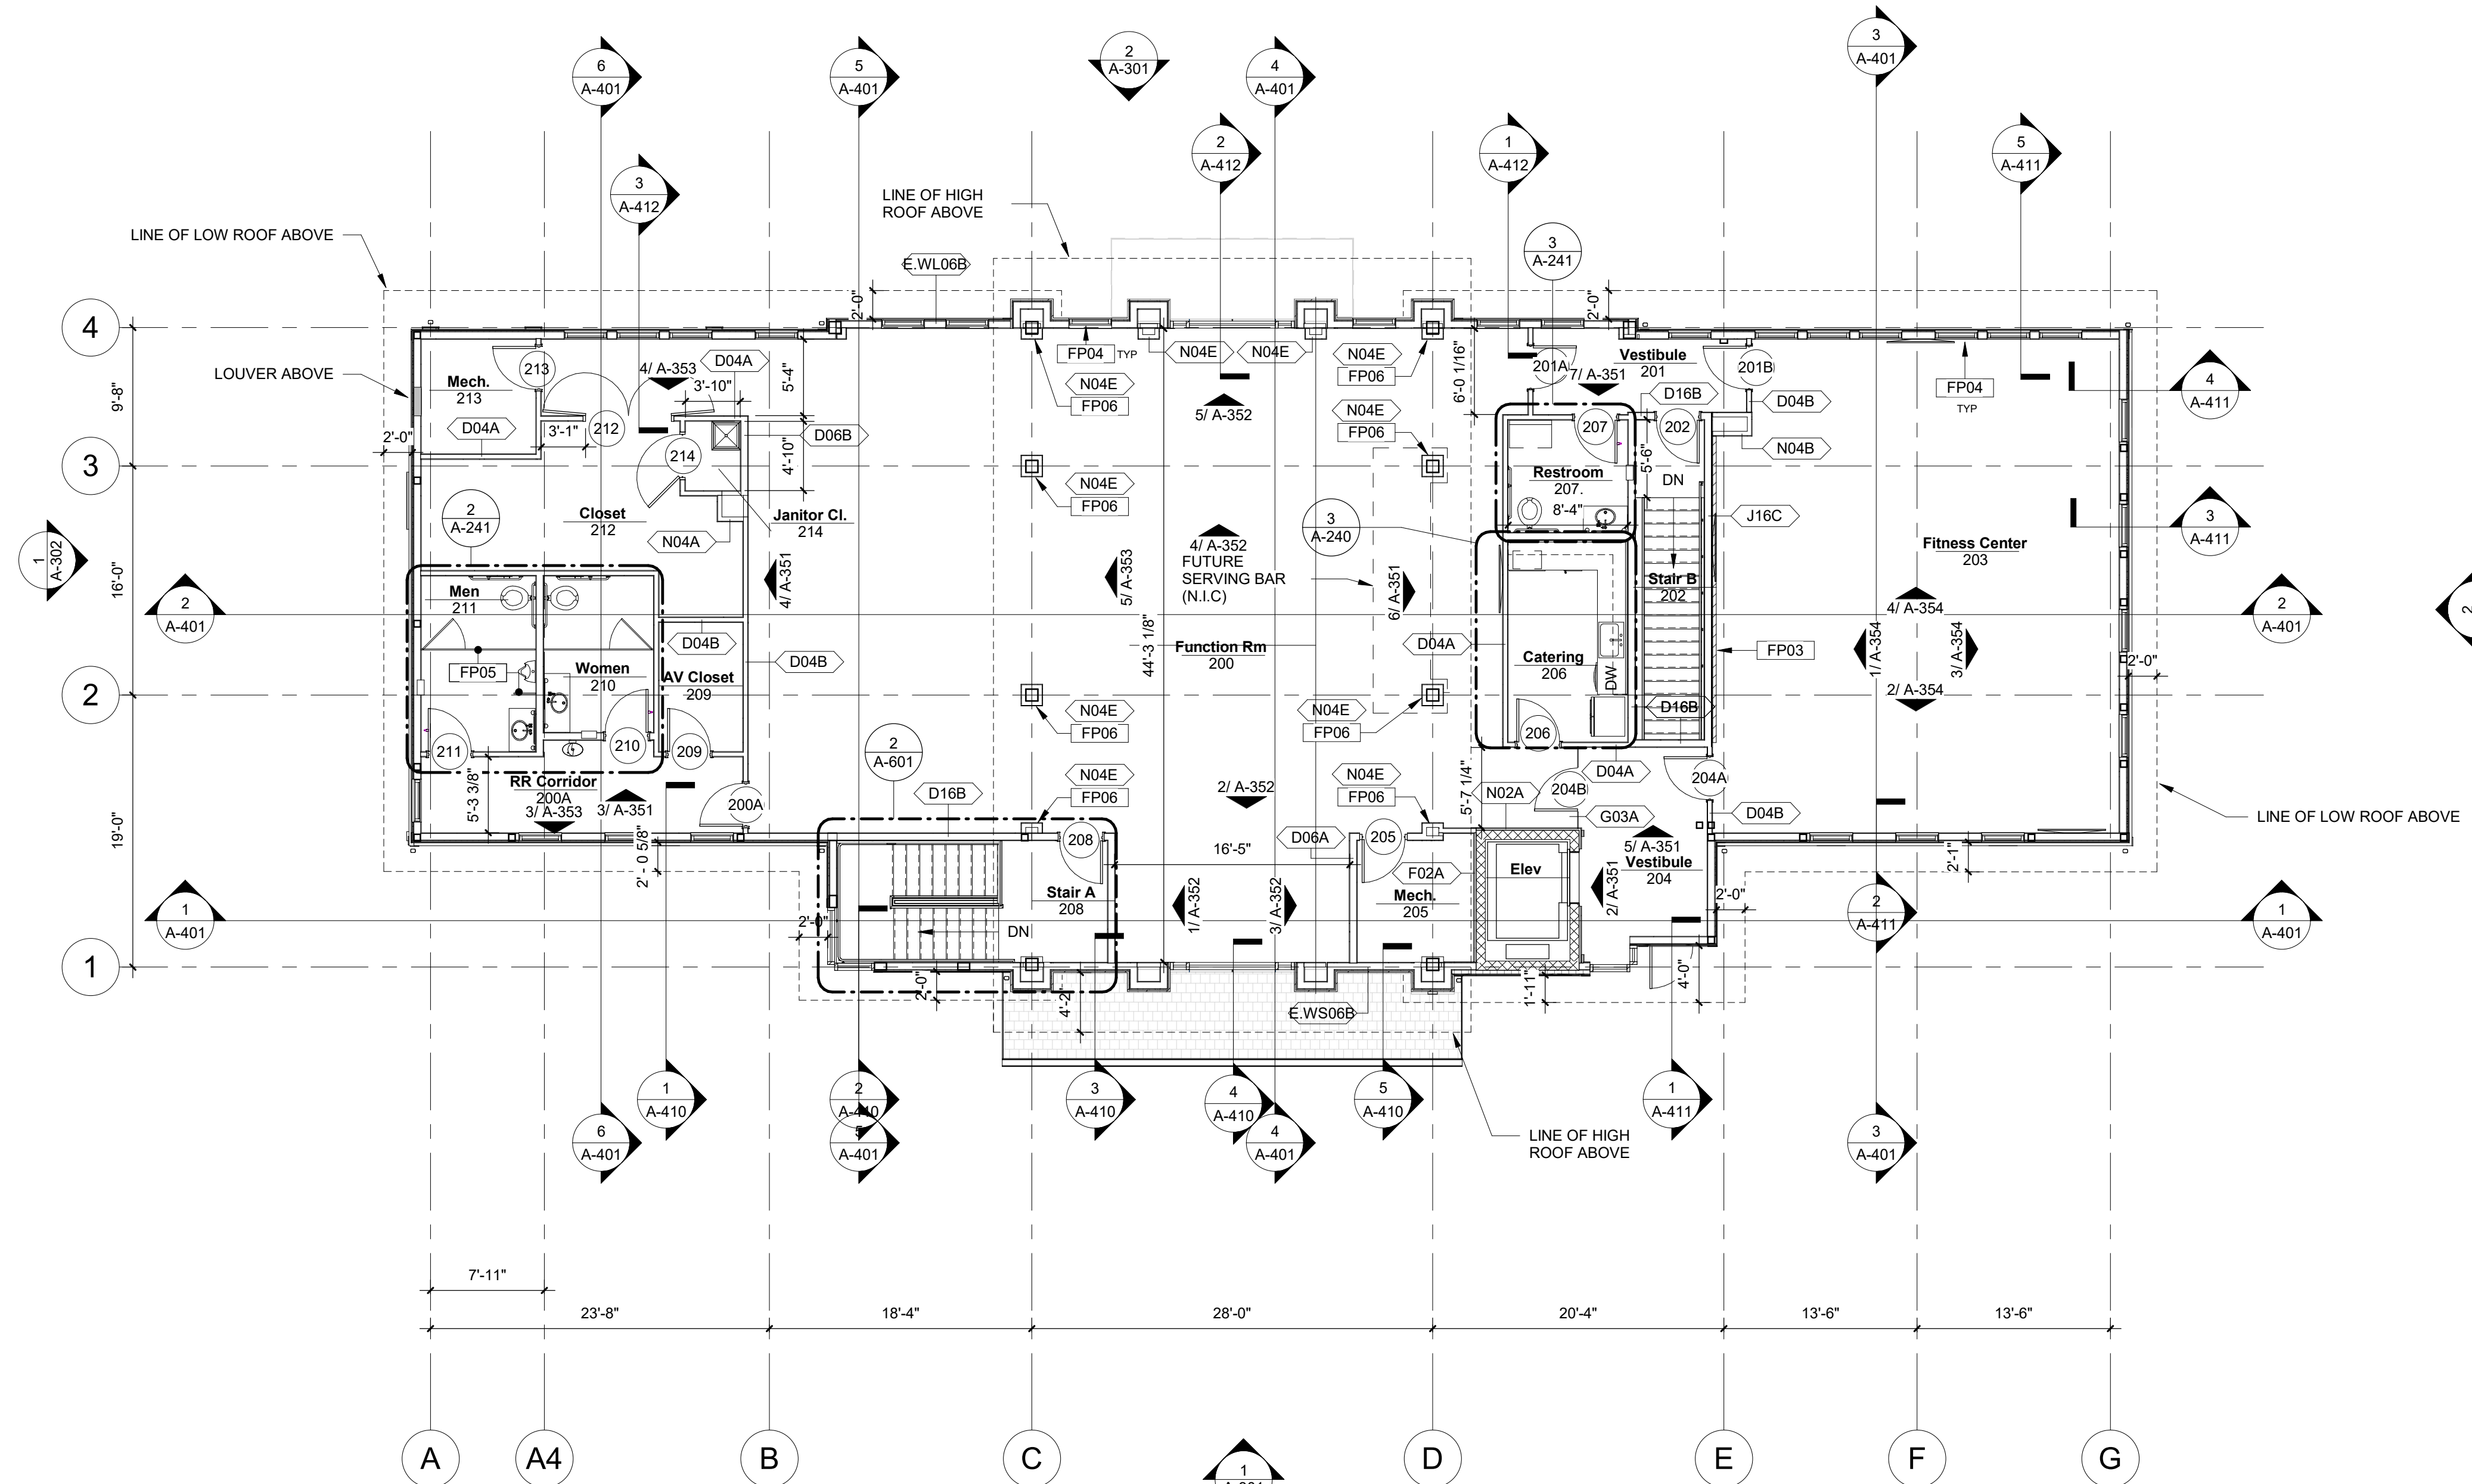 6
A-401
5
A-401
2
A-301
4
A-401
3
A-401
3
A-412
2
A-412
1
A-412
5
A-411
3
A-241
LINE OF LOW ROOF ABOVE
LINE OF HIGH
ROOF ABOVE
E.WL06B
2'-0"
2'-0"
4
LOUVER ABOVE
Mech.
213
213
4/ A-353
D04A
3'-10"
5'-4"
FP04 TYP
N04E
N04E
N04E
FP06
N04E
FP06
6'-0 1/16"
201A
Vestibule
201
7/ A-351
201B
FP04
TYP
4
A-411
9'-8"
D04A
2'-0"
3'-1"
212
D06B
5/ A-352
N04E
FP06
D16B
D04B
207
202
3
214
4'-10"
N04E
FP06
Restroom
207.
8'-4"
5'-6"
DN
N04B
2
A-241
Closet
212
Janitor Cl.
214
N04A
3
A-240
J16C
3
A-411
1
A-302
4/ A-351
5/ A-353
4/ A-352
FUTURE
SERVING BAR
(N.I.C)
6/ A-351
Stair B
202
Fitness Center
203
16'-0"
Men
211
2
A-401
4/ A-354
2
A-401
2
D04B
D04B
44'-3 1/8"
Function Rm
200
D04A
Catering
206
DW
FP03
1/ A-354
3/ A-354
2'-0"
FP05
Women
210
AV Closet
209
2
N04E
FP06
N04E
FP06
D16B
2/ A-354
211
210
209
2
A-601
206
RR Corridor
200A
3/ A-353
3/ A-351
5'-3 3/8"
200A
D16B
N04E
FP06
2/ A-352
N04E
FP06
5'-7 1/4"
N02A
204B
D04A
204A
G03A
D04B
LINE OF LOW ROOF ABOVE
19'-0"
2' - 0 5/8"
208
16'-5"
D06A
205
F02A
Elev
5/ A-351
Vestibule
204
2'-1"
1
A-401
2'-0"
Stair A
208
DN
1/ A-352
3/ A-352
Mech.
205
2/ A-351
2'-0"
2
A-411
1
A-401
1
2'-0"
4'-2"
E.WS06B
1'-11"
4'-0"
1
A-410
2
A-410
3
A-410
4
A-410
5
A-410
1
A-411
6
A-401
5
A-401
4
A-401
LINE OF HIGH
ROOF ABOVE
3
A-401
7'-11"
23'-8"
18'-4"
28'-0"
20'-4"
13'-6"
13'-6"
A
A4
B
C
D
E
F
G
1